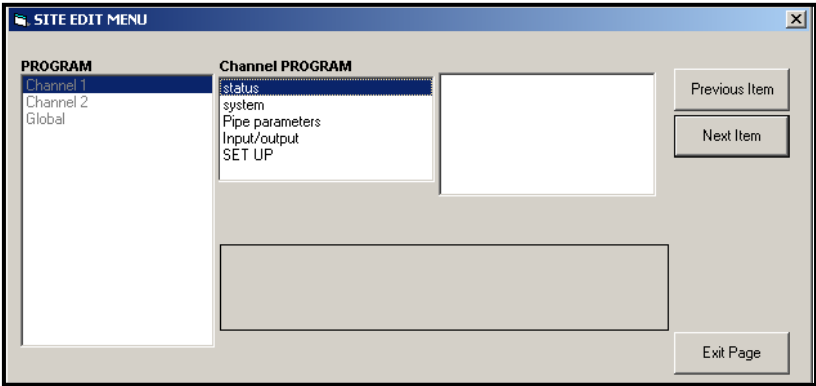 SITE EDIT MENU
PROGRAM
Channel 1
Channel 2
Global
Channel PROGRAM
status
system
Pipe parameters
Input/output
SET UP
Previous Item
Next Item
Exit Page